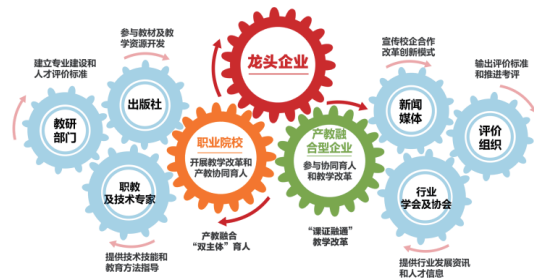 参与教材及教
学资源开发
建立专业建设和
人才评价标准
出版社
教研
部门
职教
及技术专家
提供技术技能和
教育方法指导
龙头企业
职业院校
开展教学改革和
产教协同育人
产教融合
“双主体”育人
产教融
合型企业
参与协同育人
和教学改革
“课证融通”
教学改革
宣传校企合作
改革创新模式
新闻
媒体
输出评价标准
和推进考评
评价
组织
行业
学会及协会
提供行业发展资讯
和人才信息